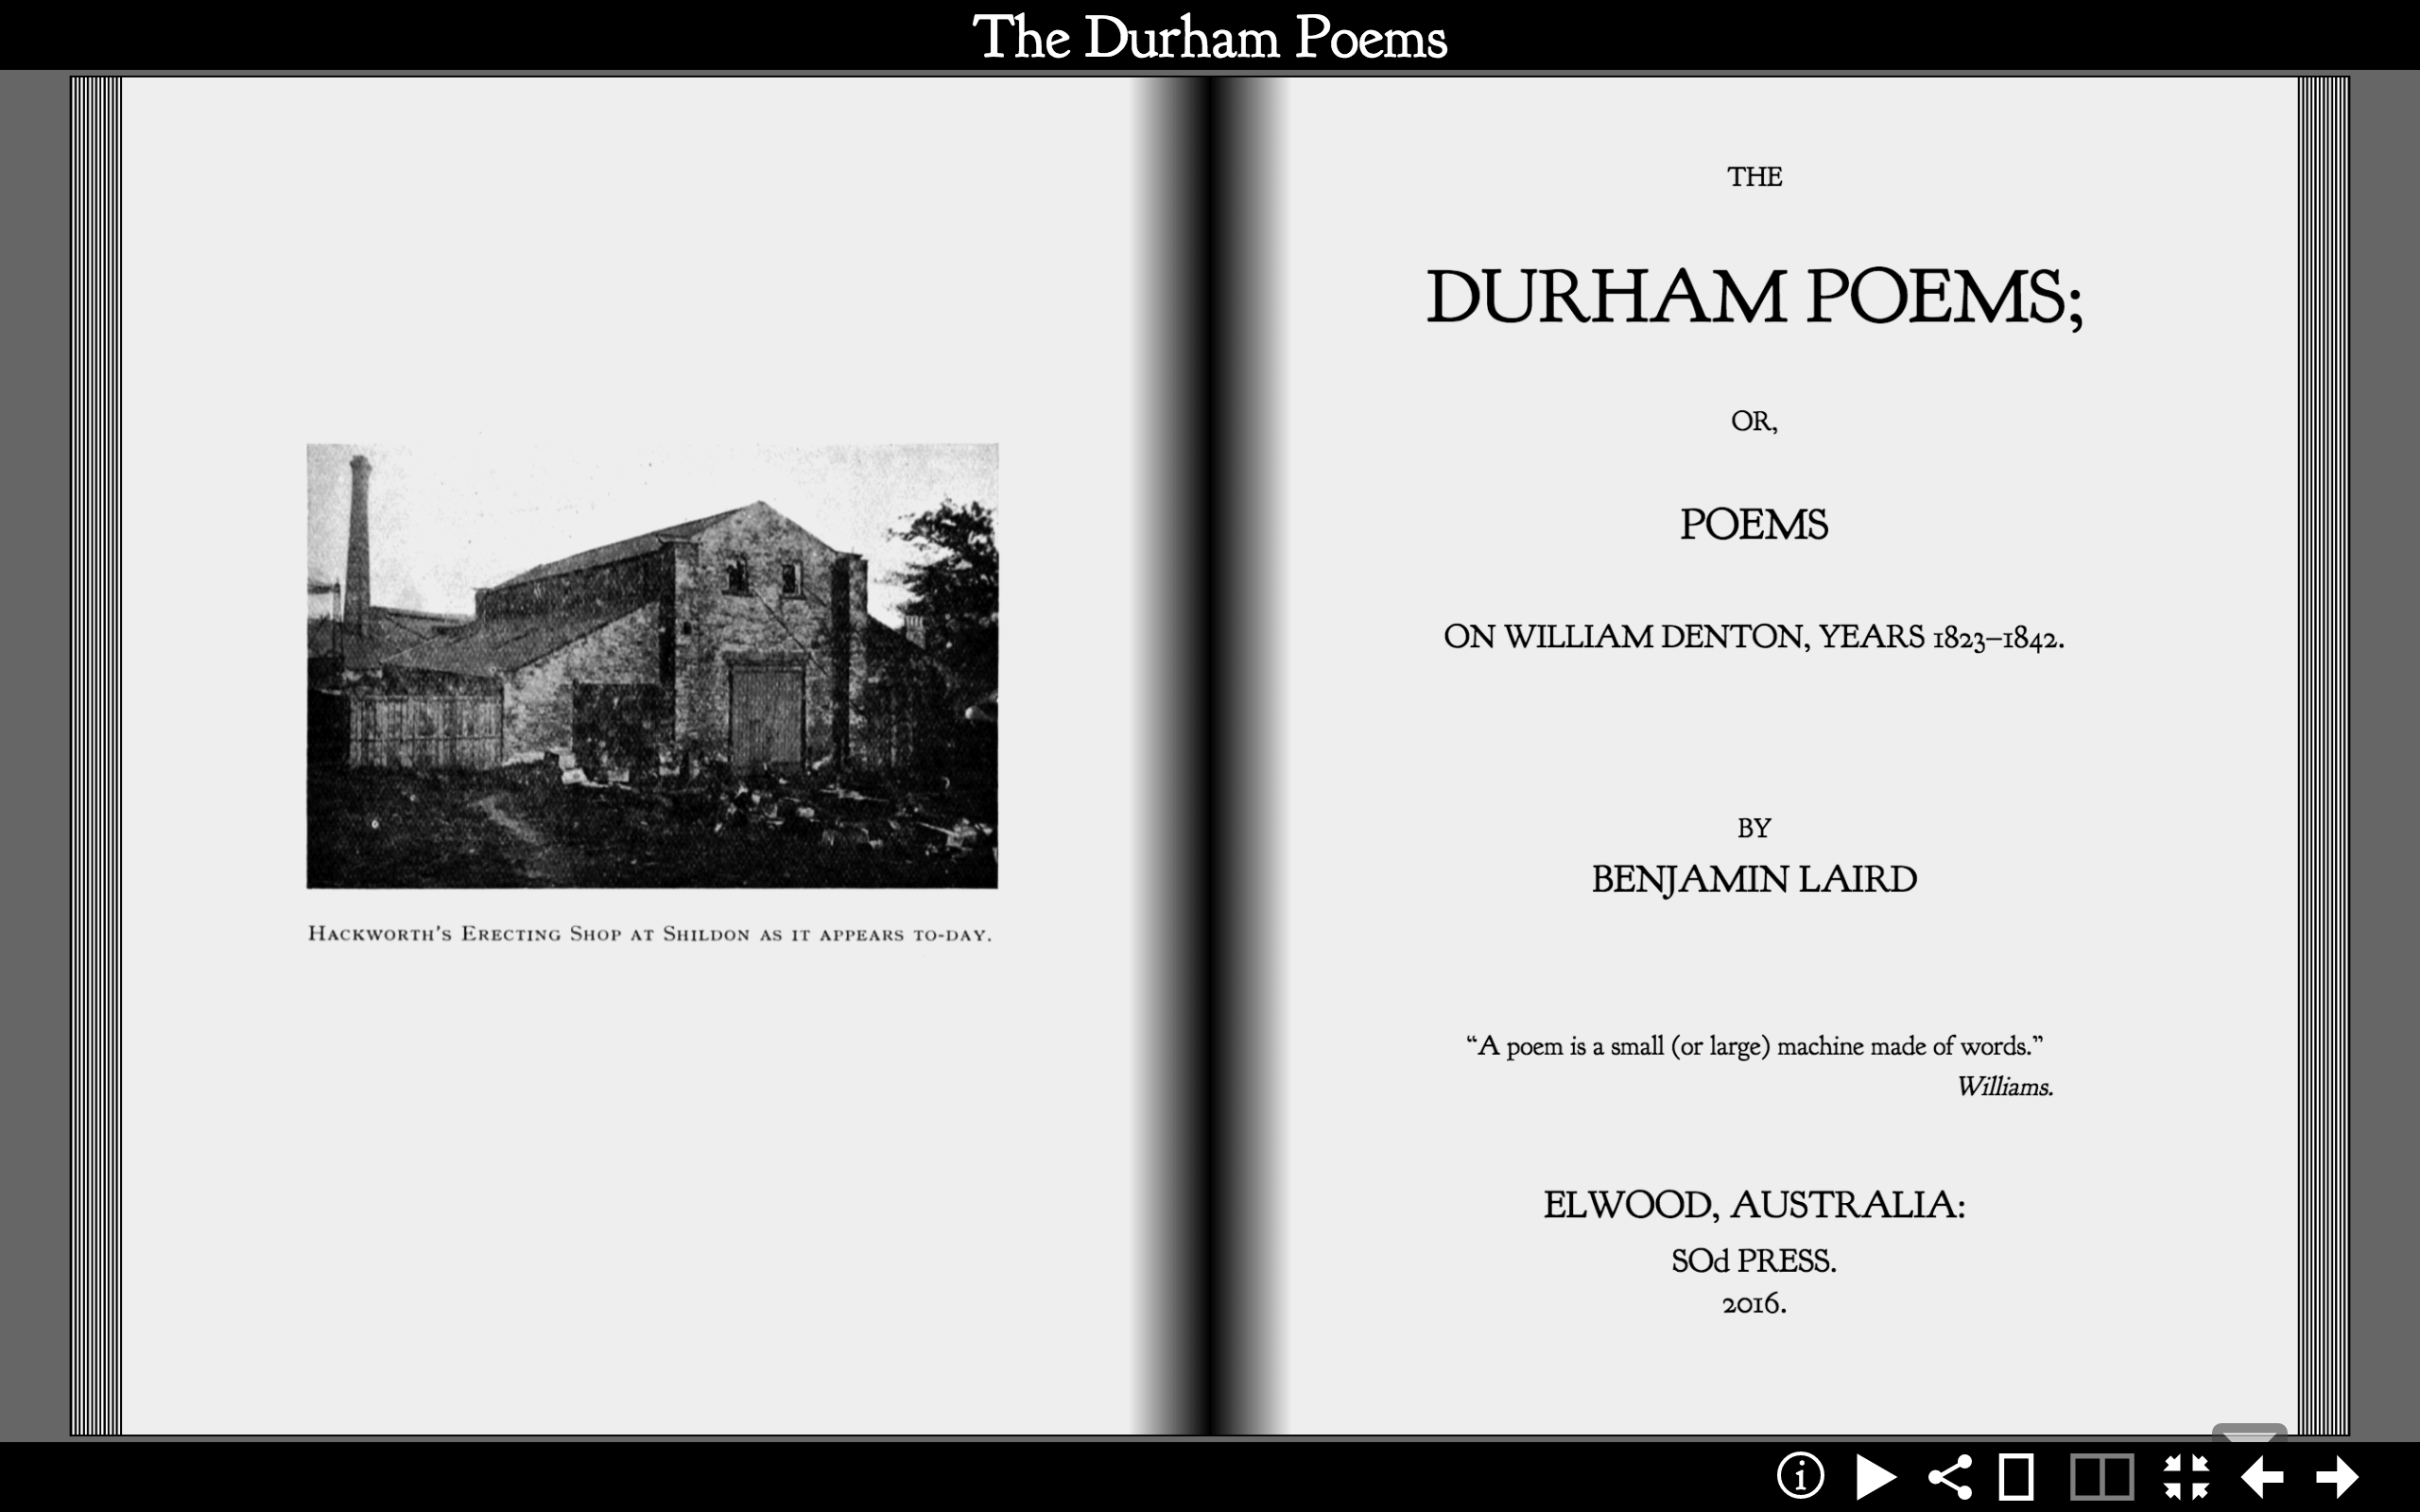 The Durham Poems
HACKWORTH'S ERECTING SHOP AT SHILDON AS IT APPEARS TO-DAY.
THE
DURHAM POEMS;
OR,
POEMS
ON WILLIAM DENTON, YEARS 1823–1842.
BY
BENJAMIN LAIRD
“A poem is a small (or large) machine made of words.”
Williams.
ELWOOD, AUSTRALIA:
SOd PRESS.
2016.